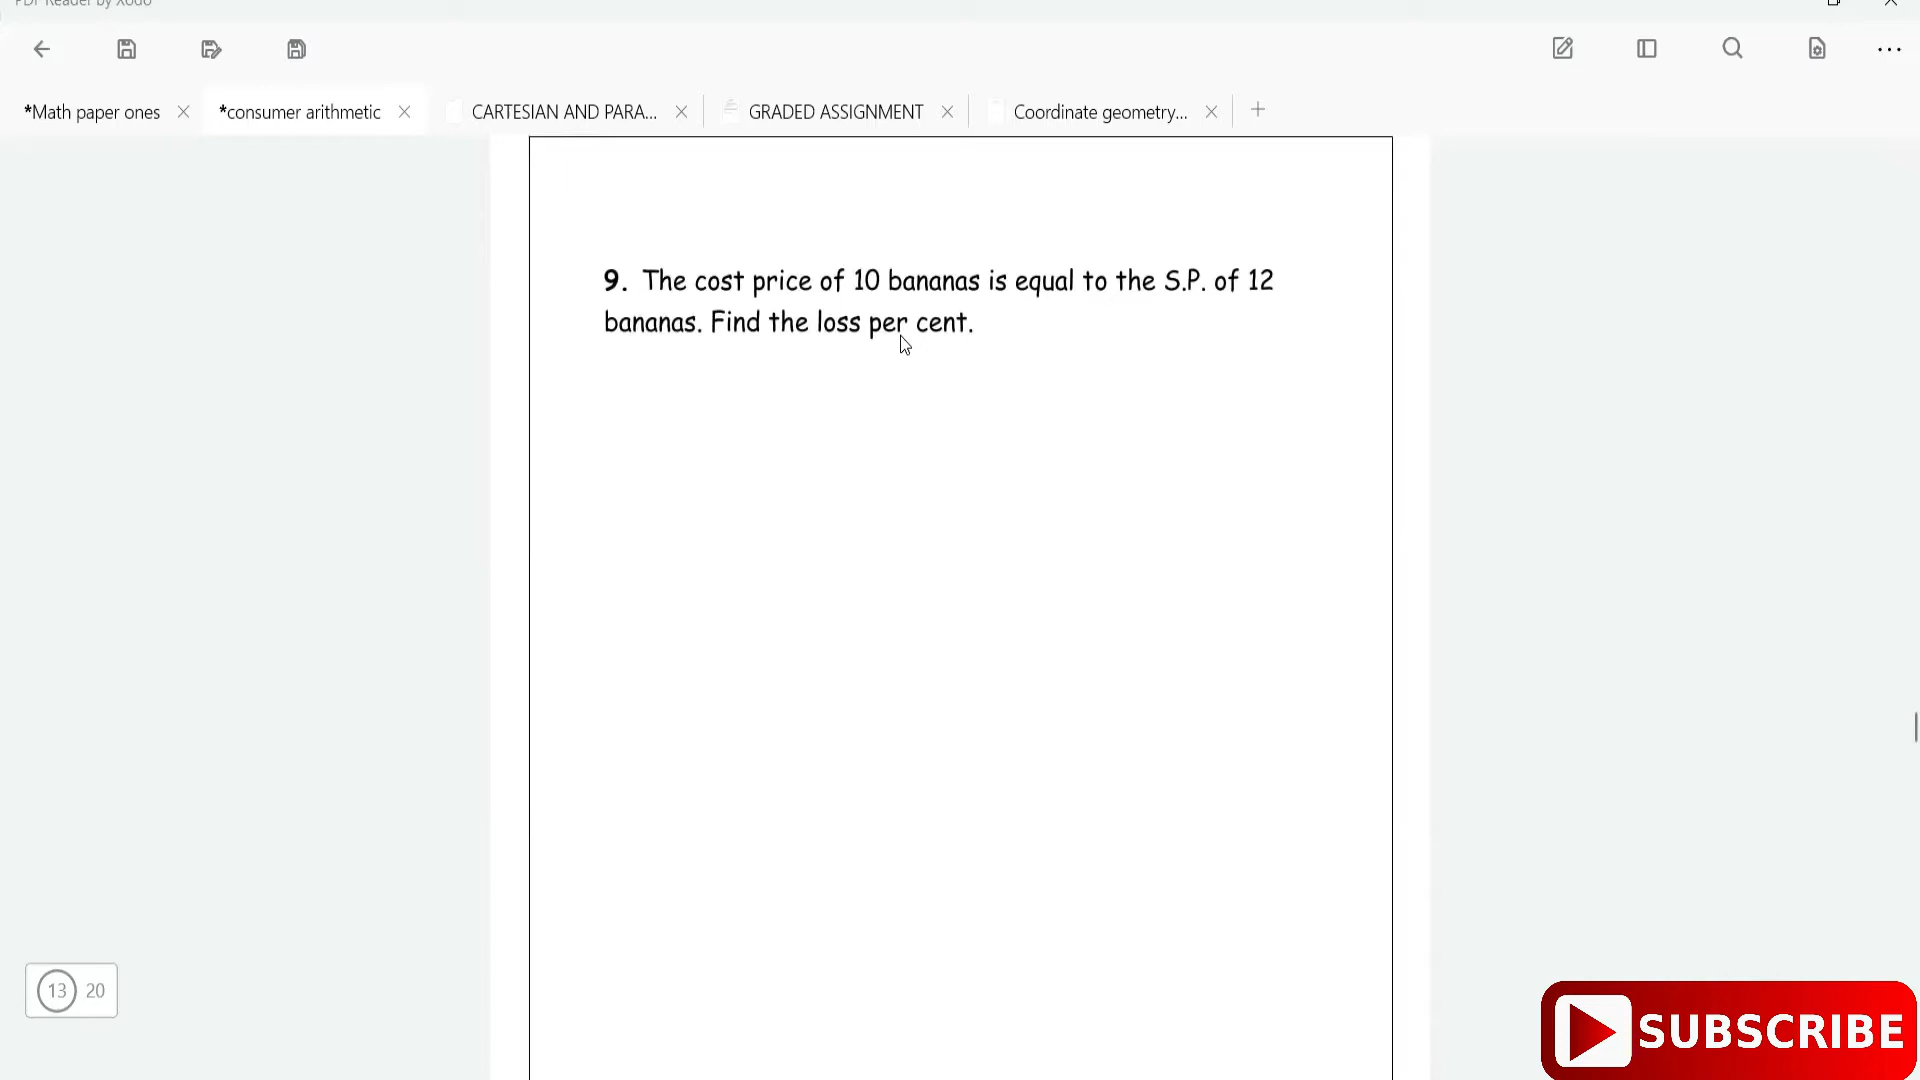 PDF Reader by Xodo
*Math paper ones
*consumer arithmetic
CARTESIAN AND PARA...
GRADED ASSIGNMENT
Coordinate geometry...
9. The cost price of 10 bananas is equal to the S.P. of 12
bananas. Find the loss per cent.
13 20
SUBSCRIBE